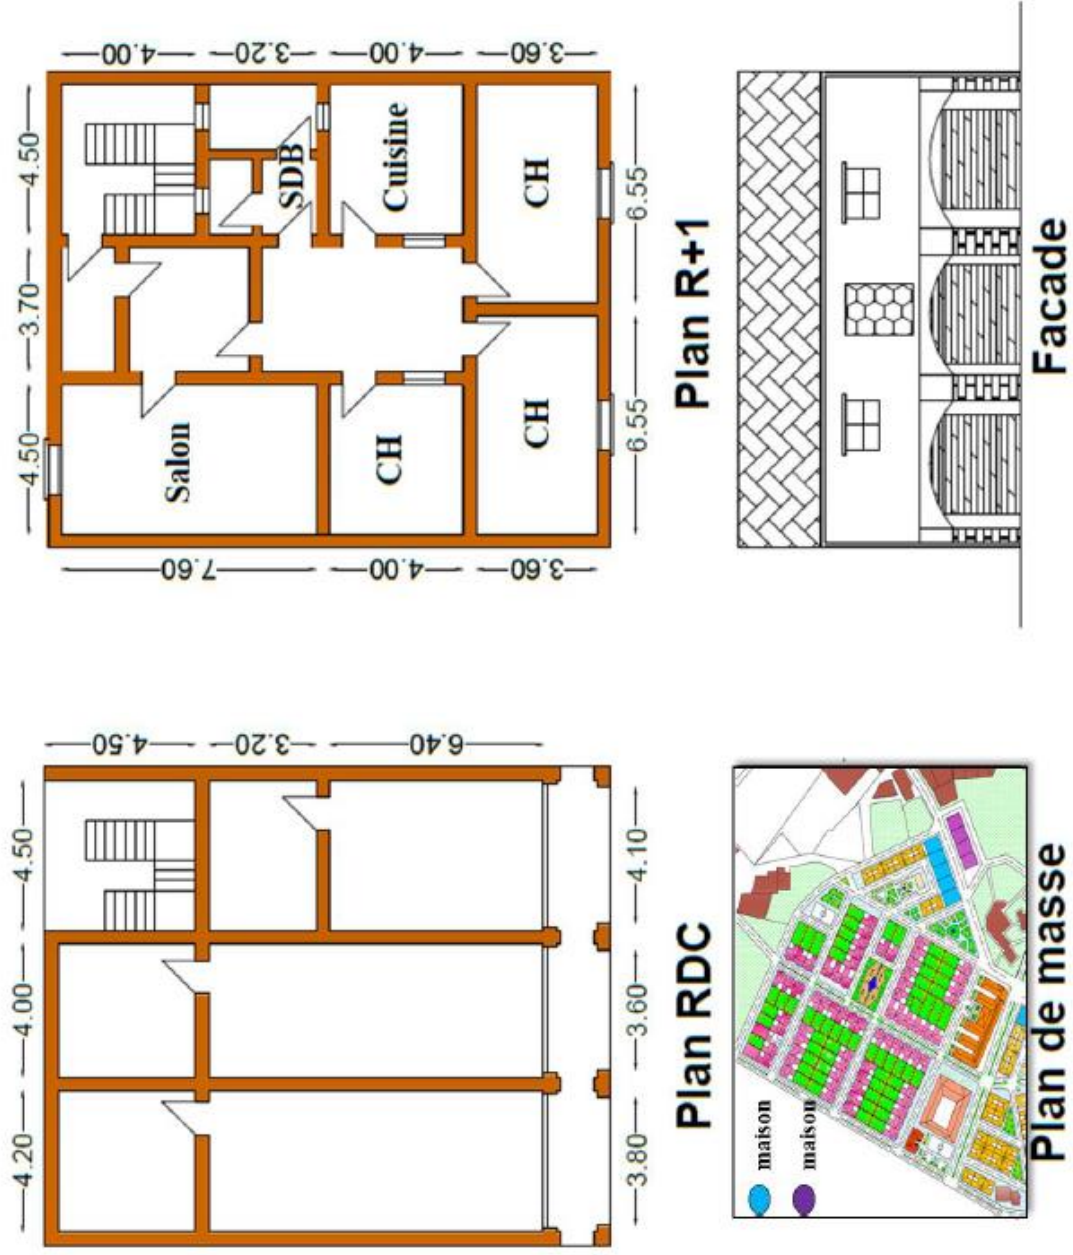 4.20
4.00
4.50
4.50
3.20
6.40
3.80
3.60
4.10
Plan RDC
4.50
3.70
4.50
7.60
4.00
3.60
Salon
CH
CH
SDB
Cuisine
CH
4.00
3.20
4.00
3.60
6.55
6.55
Plan R+1
maison
maison
Plan de masse
Facade